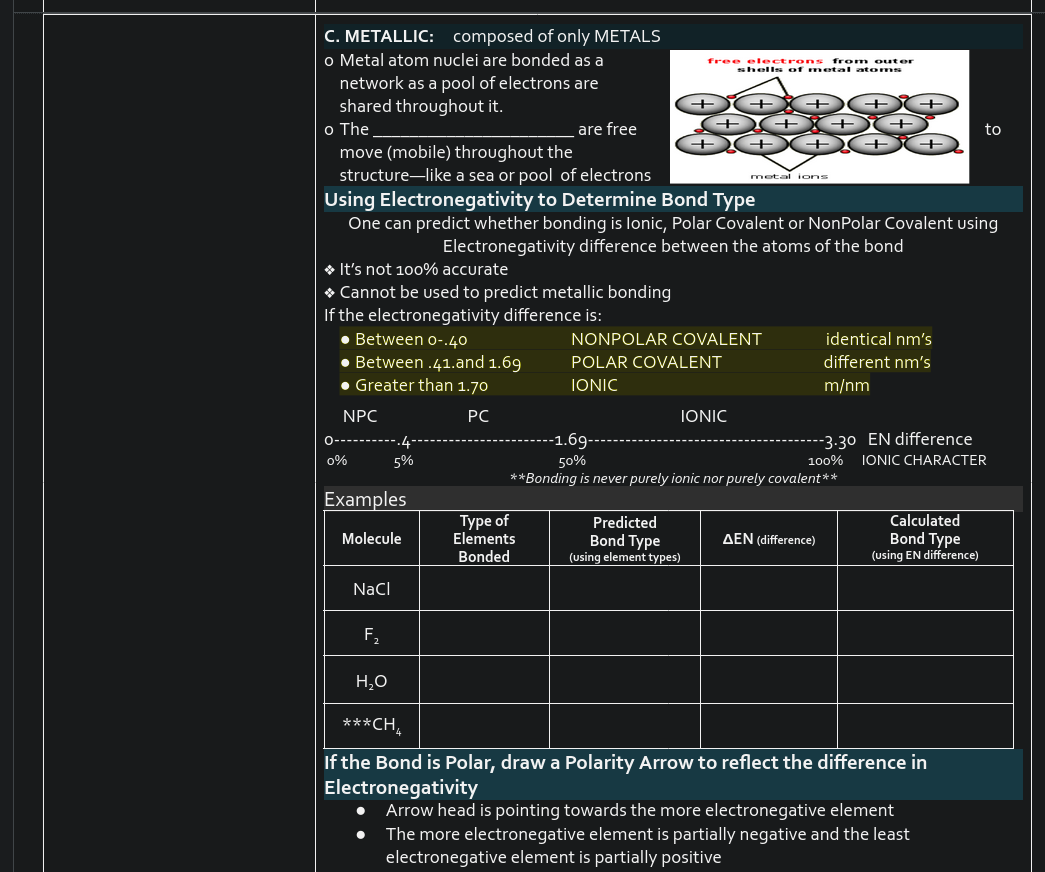 C. METALLIC: composed of only METALS
o Metal atom nuclei are bonded as a
network as a pool of electrons are
shared throughout it.
o The ________________________ are free to
move (mobile) throughout the
structure—like a sea or pool of electrons
free electrons from outer
shells of metal atoms
+ + + + +
+ + + +
+ + + + +
metal ions
Using Electronegativity to Determine Bond Type
One can predict whether bonding is Ionic, Polar Covalent or NonPolar Covalent using
Electronegativity difference between the atoms of the bond
❖ It's not 100% accurate
❖ Cannot be used to predict metallic bonding
If the electronegativity difference is:
● Between 0-.40 NONPOLAR COVALENT identical nm's
● Between .41.and 1.69 POLAR COVALENT different nm's
● Greater than 1.70 IONIC m/nm
NPC PC IONIC
0----------.4-----------------------1.69--------------------------------------3.30 EN difference
0% 5% 50% 100% IONIC CHARACTER
**Bonding is never purely ionic nor purely covalent**
Examples
Molecule Type of Elements Bonded Predicted Bond Type (using element types) ΔEN (difference) Calculated Bond Type (using EN difference)
NaCl
F₂
H₂O
***CH₄
If the Bond is Polar, draw a Polarity Arrow to reflect the difference in
Electronegativity
● Arrow head is pointing towards the more electronegative element
● The more electronegative element is partially negative and the least
electronegative element is partially positive